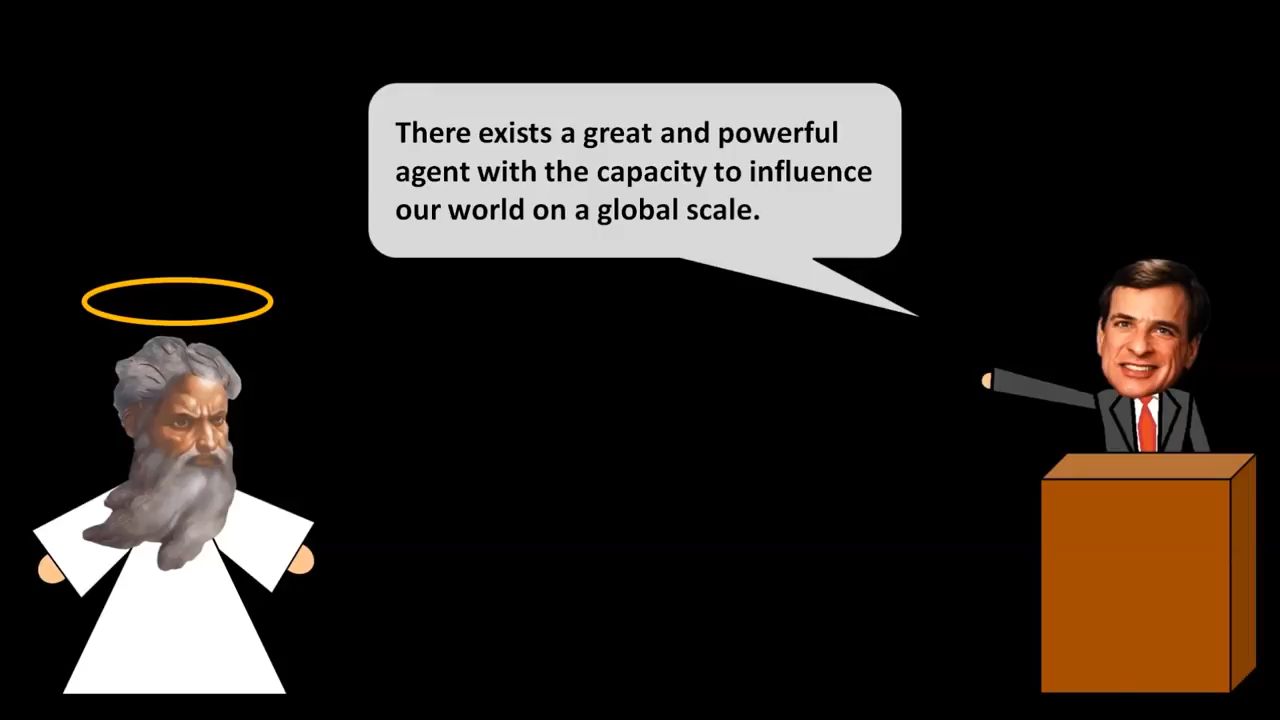 There exists a great and powerful
agent with the capacity to influence
our world on a global scale.